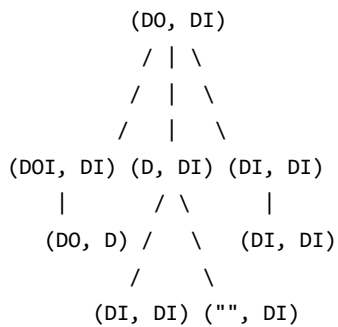 (DO, DI)
/ | \
/ | \
/ | \
(DOI, DI) (D, DI) (DI, DI)
| / \ |
(DO, D) / \ (DI, DI)
/ \
(DI, DI) ("", DI)